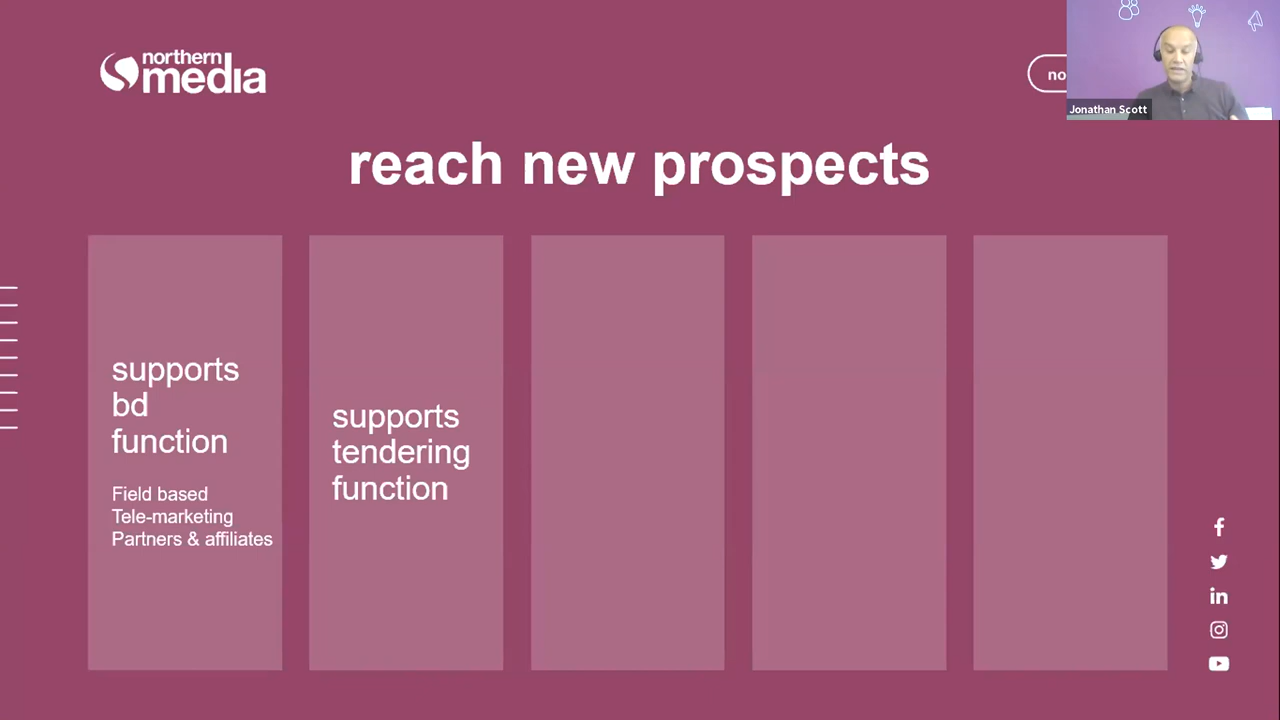 northern
media
no
Jonathan Scott
reach new prospects
supports
bd
function
Field based
Tele-marketing
Partners & affiliates
supports
tendering
function